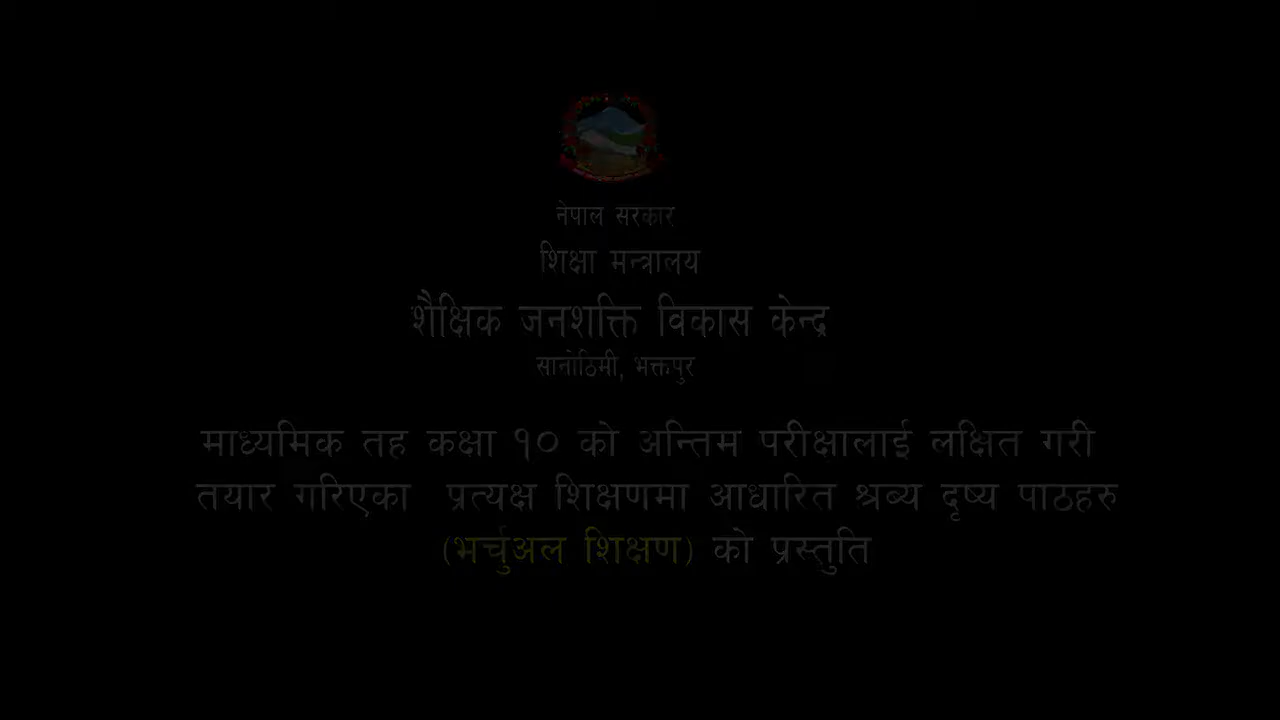 नेपाल सरकार
शिक्षा मन्त्रालय
शैक्षिक जनशक्ति विकास केन्द्र
सानोठिमी, भक्तपुर
माध्यमिक तह कक्षा १० को अन्तिम परीक्षालाई लक्षित गरी
तयार गरिएका प्रत्यक्ष शिक्षणमा आधारित श्रब्य दृष्य पाठहरु
(भर्चुअल शिक्षण) को प्रस्तुति